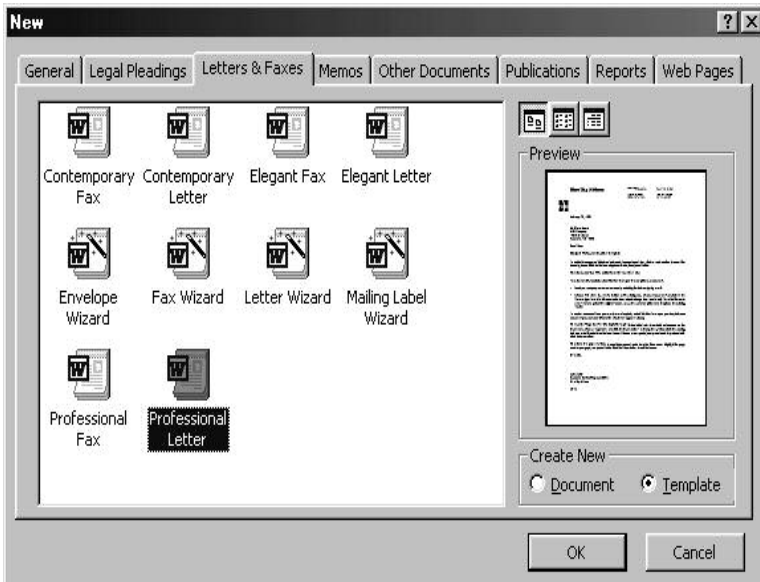 New
General Legal Pleadings Letters & Faxes Memos Other Documents Publications Reports Web Pages
Contemporary Fax
Contemporary Letter
Elegant Fax
Elegant Letter
Envelope Wizard
Fax Wizard
Letter Wizard
Mailing Label Wizard
Professional Fax
Professional Letter
Preview
Create New
Document Template
OK Cancel